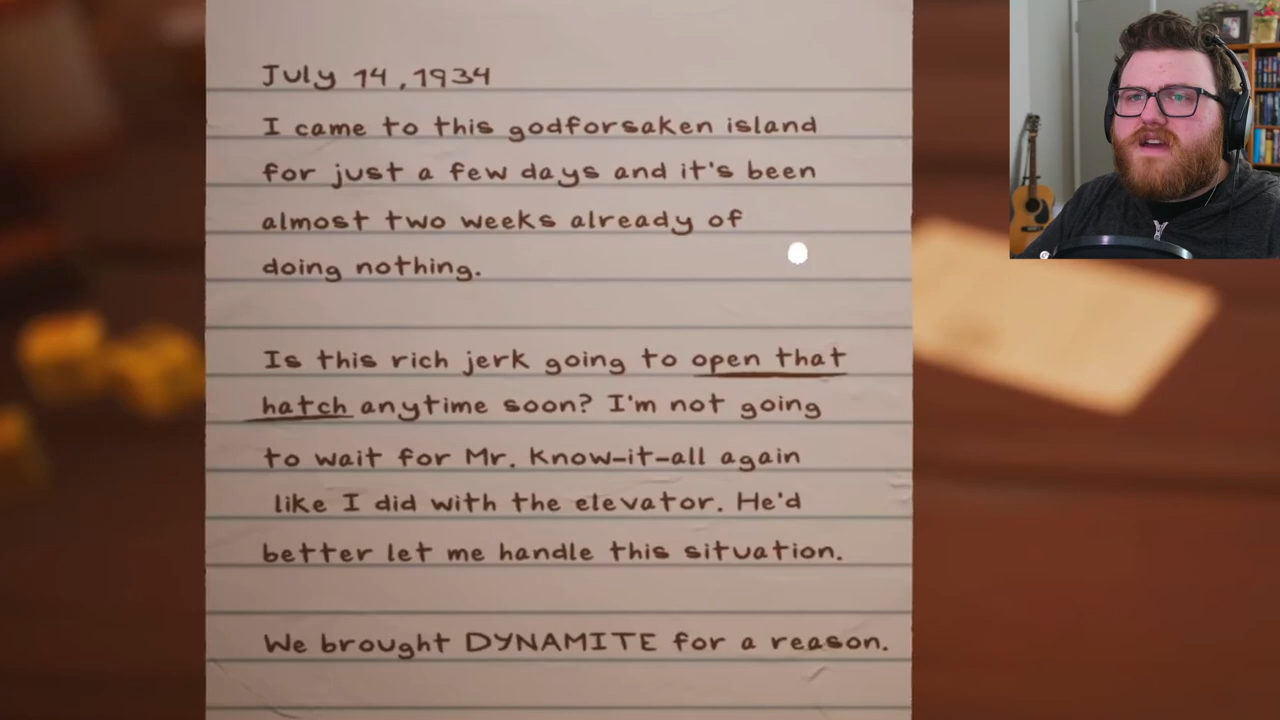 July 14, 1934
I came to this godforsaken island
for just a few days and it's been
almost two weeks already of
doing nothing.
Is this rich jerk going to open that
hatch anytime soon? I'm not going
to wait for Mr. Know-it-all again
like I did with the elevator. He'd
better let me handle this situation.
We brought DYNAMITE for a reason.